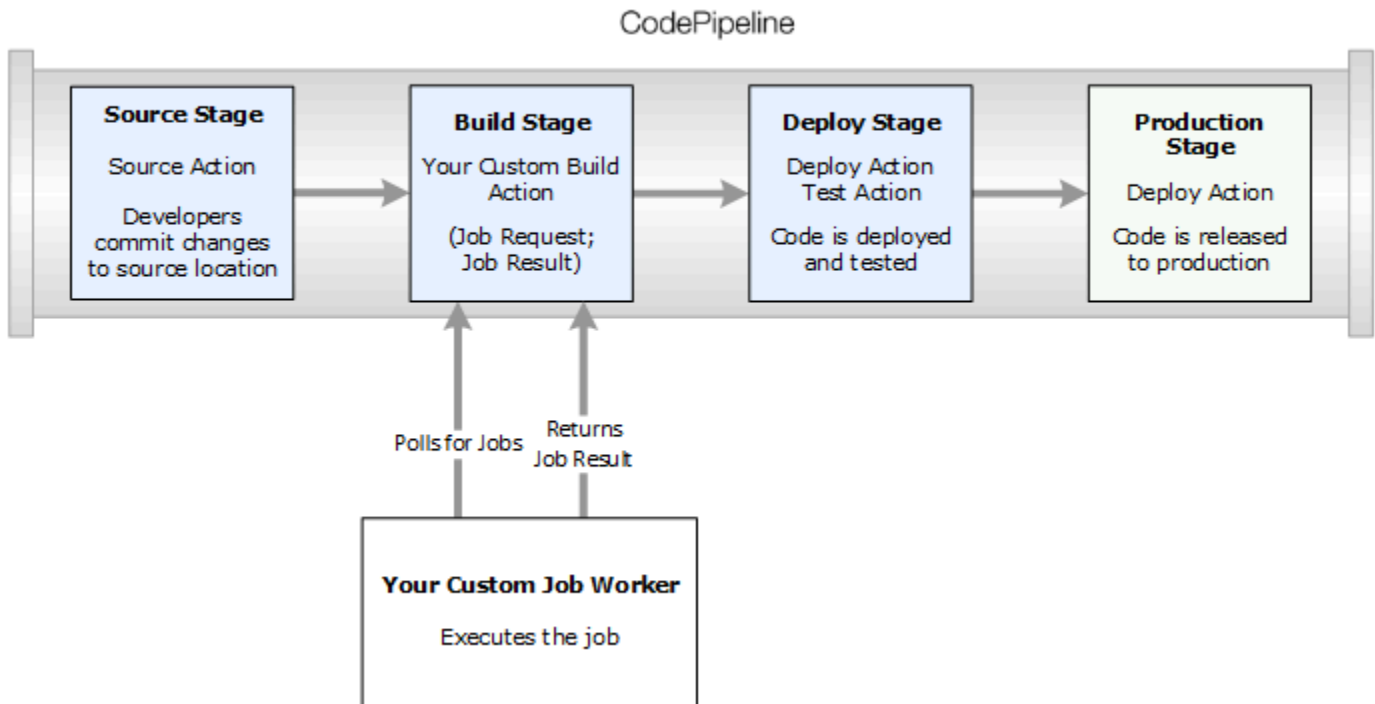 CodePipeline
Source Stage
Source Action
Developers
commit changes
to source location
Build Stage
Your Custom Build
Action
(Job Request;
Job Result)
Deploy Stage
Deploy Action
Test Action
Code is deployed
and tested
Production
Stage
Deploy Action
Code is released
to production
Polls for Jobs
Returns
Job Result
Your Custom Job Worker
Executes the job